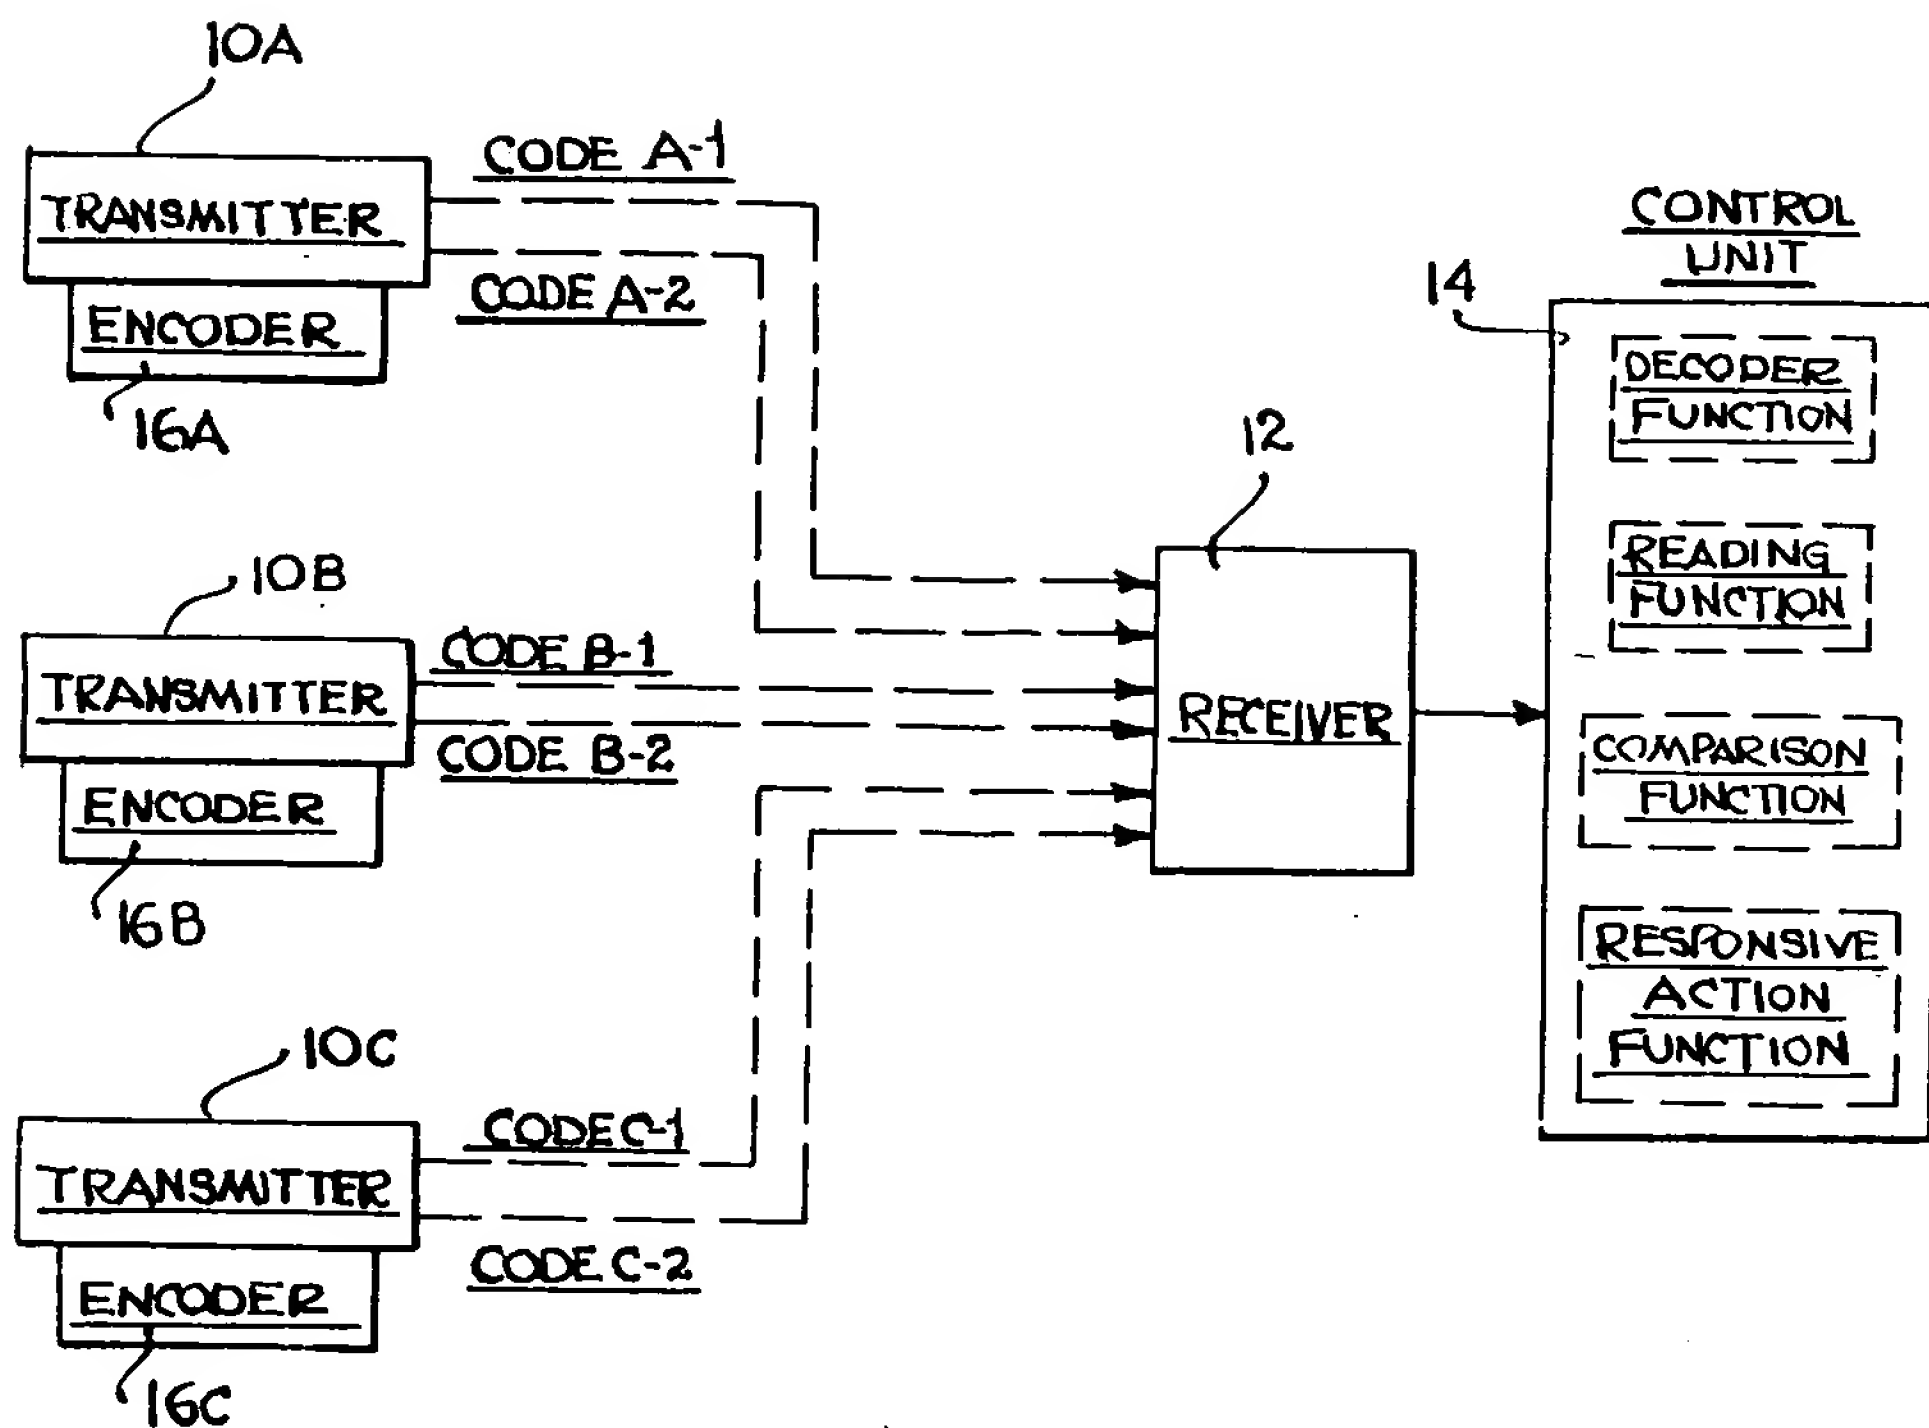 10A
CODE A-1
TRANSMITTER
CODE A-2
ENCODER
16A
10B
CODE B-1
TRANSMITTER
CODE B-2
ENCODER
16B
10C
CODE C-1
TRANSMITTER
CODE C-2
ENCODER
16C
12
RECEIVER
CONTROL
UNIT
14
DECODER
FUNCTION
READING
FUNCTION
COMPARISON
FUNCTION
RESPONSIVE
ACTION
FUNCTION